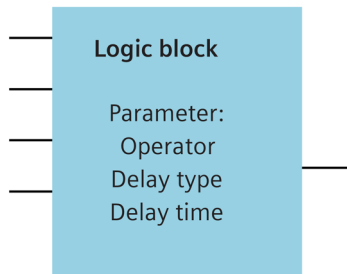 Logic block
Parameter:
Operator
Delay type
Delay time